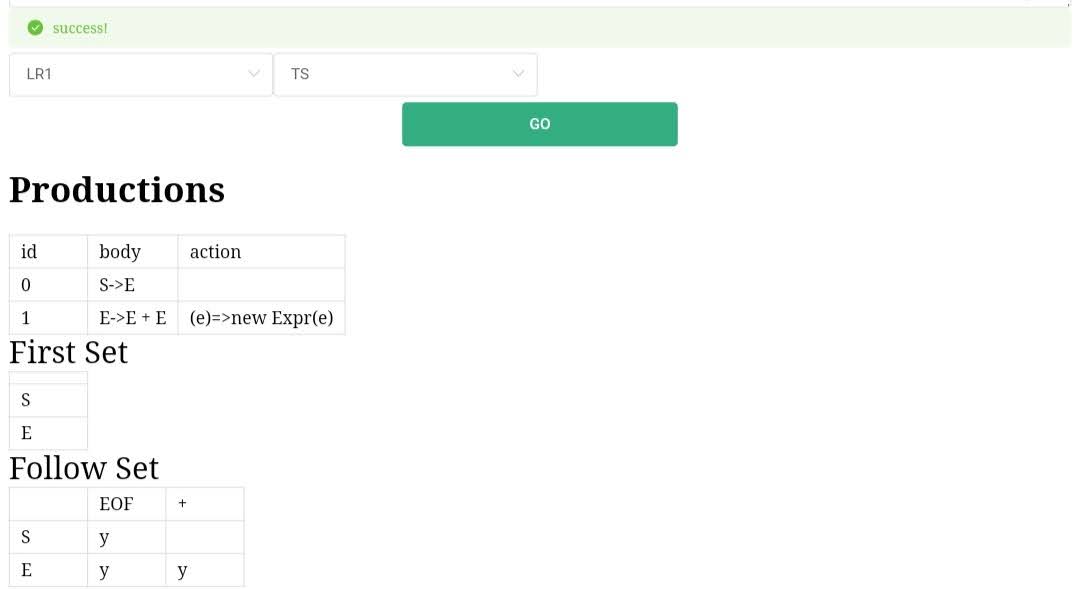 success!
LR1 TS
GO
Productions
id body action
0 S->E
1 E->E + E (e)=>new Expr(e)
First Set
S
E
Follow Set
EOF +
S y
E y y